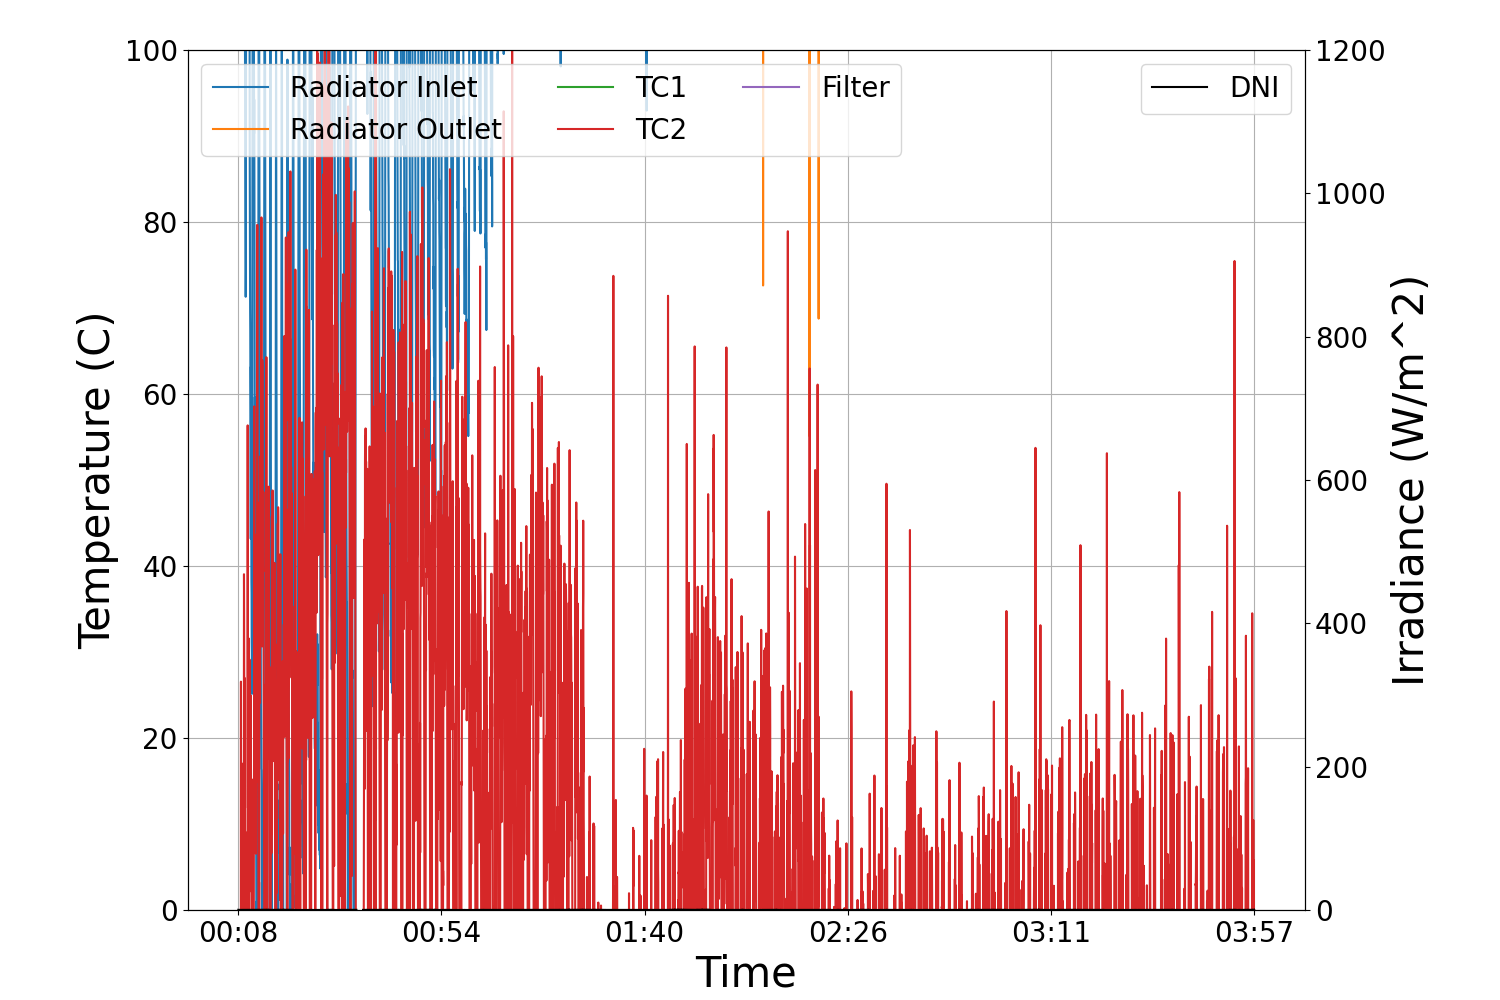 100
80
60
40
20
0
Temperature (C)
Radiator Inlet
Radiator Outlet
TC1
TC2
Filter
DNI
1200
1000
800
600
400
200
0
Irradiance (W/m^2)
00:08
00:54
01:40
02:26
03:11
03:57
Time